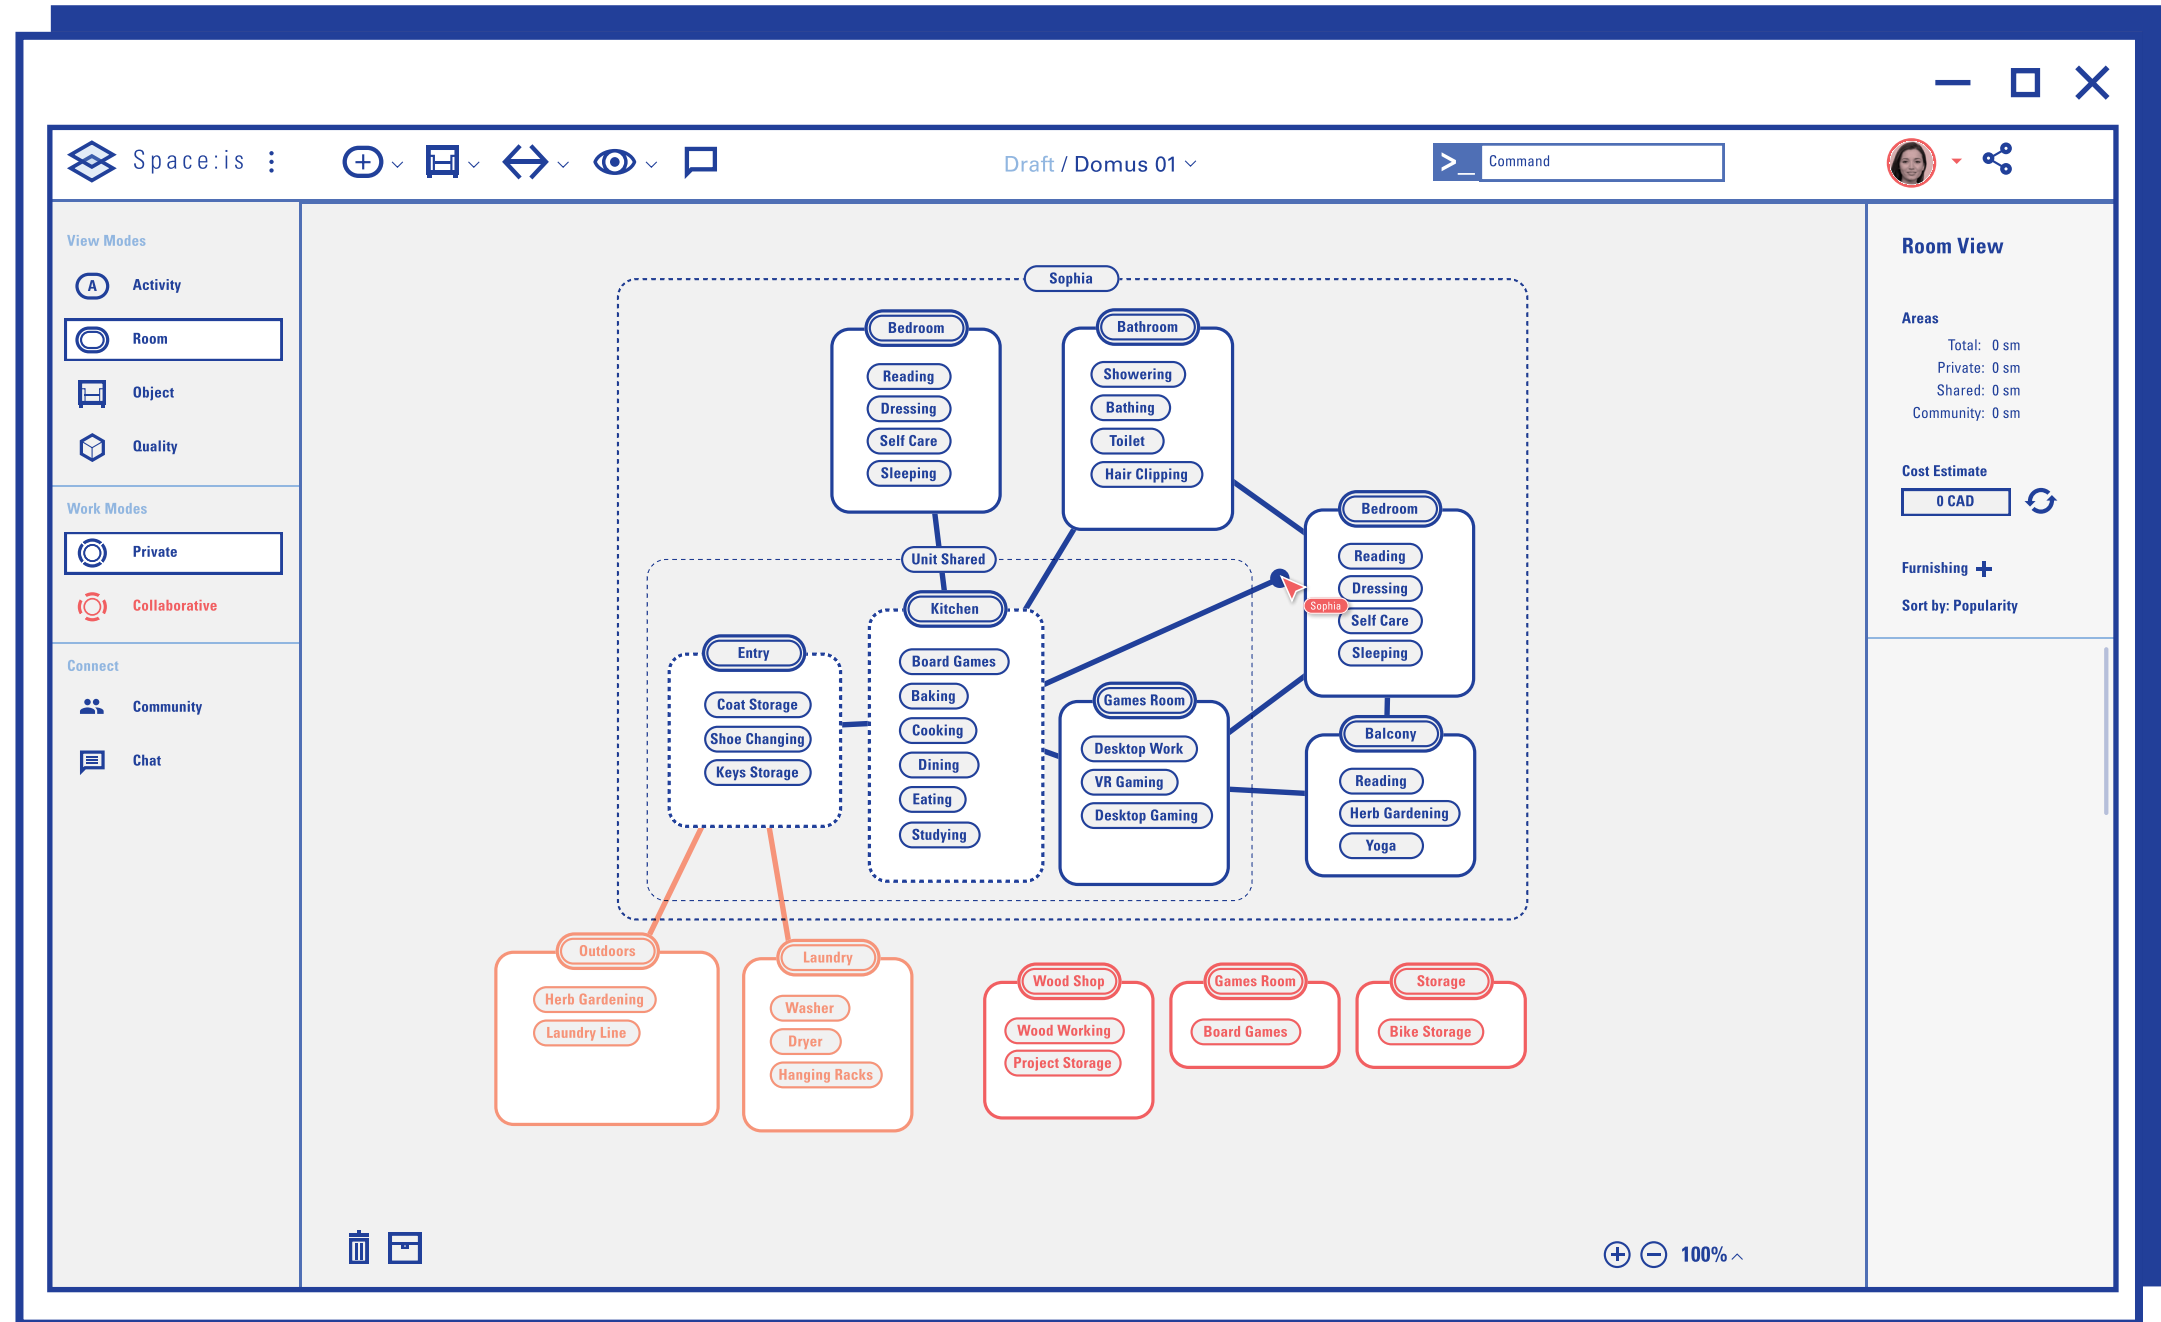 Space:is
Draft / Domus 01
>_ Command
View Modes
A Activity
Room
Object
Quality
Work Modes
Private
Collaborative
Connect
Community
Chat
Sophia
Bedroom
Reading
Dressing
Self Care
Sleeping
Bathroom
Showering
Bathing
Toilet
Hair Clipping
Unit Shared
Entry
Coat Storage
Shoe Changing
Keys Storage
Kitchen
Board Games
Baking
Cooking
Dining
Eating
Studying
Games Room
Desktop Work
VR Gaming
Desktop Gaming
Bedroom
Reading
Dressing
Sophia
Self Care
Sleeping
Balcony
Reading
Herb Gardening
Yoga
Outdoors
Herb Gardening
Laundry Line
Laundry
Washer
Dryer
Hanging Racks
Wood Shop
Wood Working
Project Storage
Games Room
Board Games
Storage
Bike Storage
100%
Room View
Areas
Total: 0 sm
Private: 0 sm
Shared: 0 sm
Community: 0 sm
Cost Estimate
0 CAD
Furnishing
Sort by: Popularity